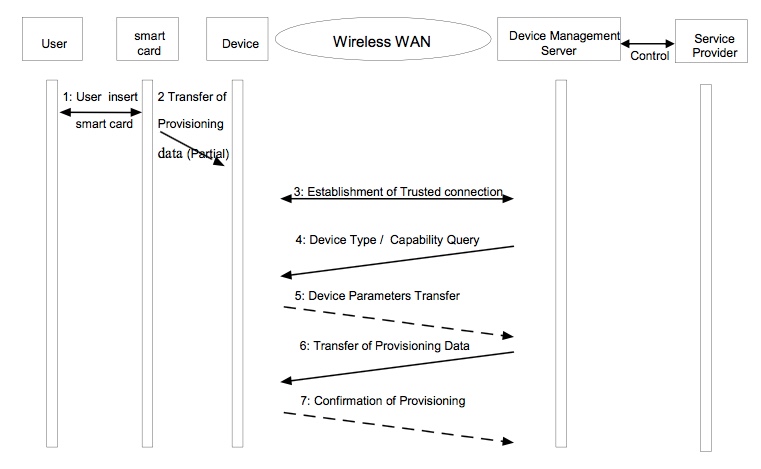 User
smart
card
Device
Wireless WAN
Device Management
Server
Control
Service
Provider
1: User insert
smart card
2 Transfer of
Provisioning
data (Partial)
3: Establishment of Trusted connection
4: Device Type / Capability Query
5: Device Parameters Transfer
6: Transfer of Provisioning Data
7: Confirmation of Provisioning